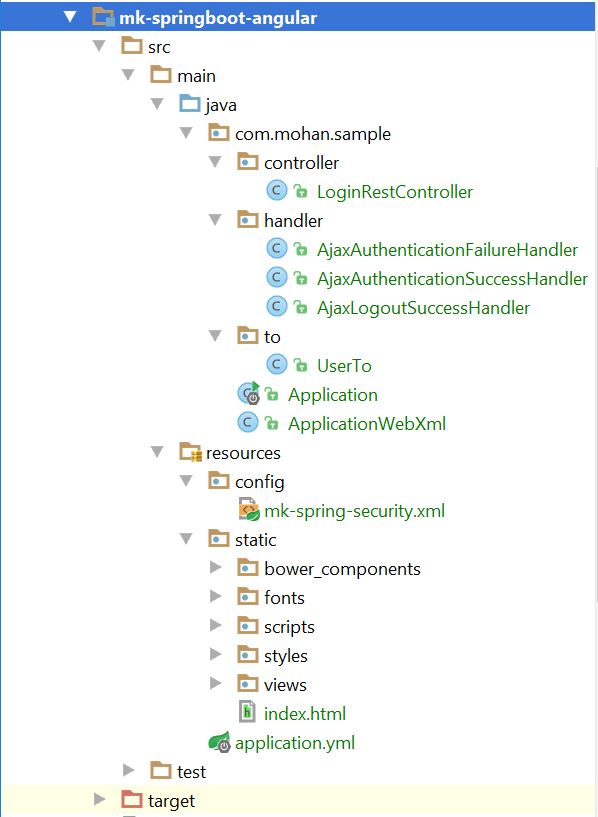 mk-springboot-angular
src
main
java
com.mohan.sample
controller
LoginRestController
handler
AjaxAuthenticationFailureHandler
AjaxAuthenticationSuccessHandler
AjaxLogoutSuccessHandler
to
UserTo
Application
ApplicationWebXml
resources
config
mk-spring-security.xml
static
bower_components
fonts
scripts
styles
views
index.html
application.yml
test
target